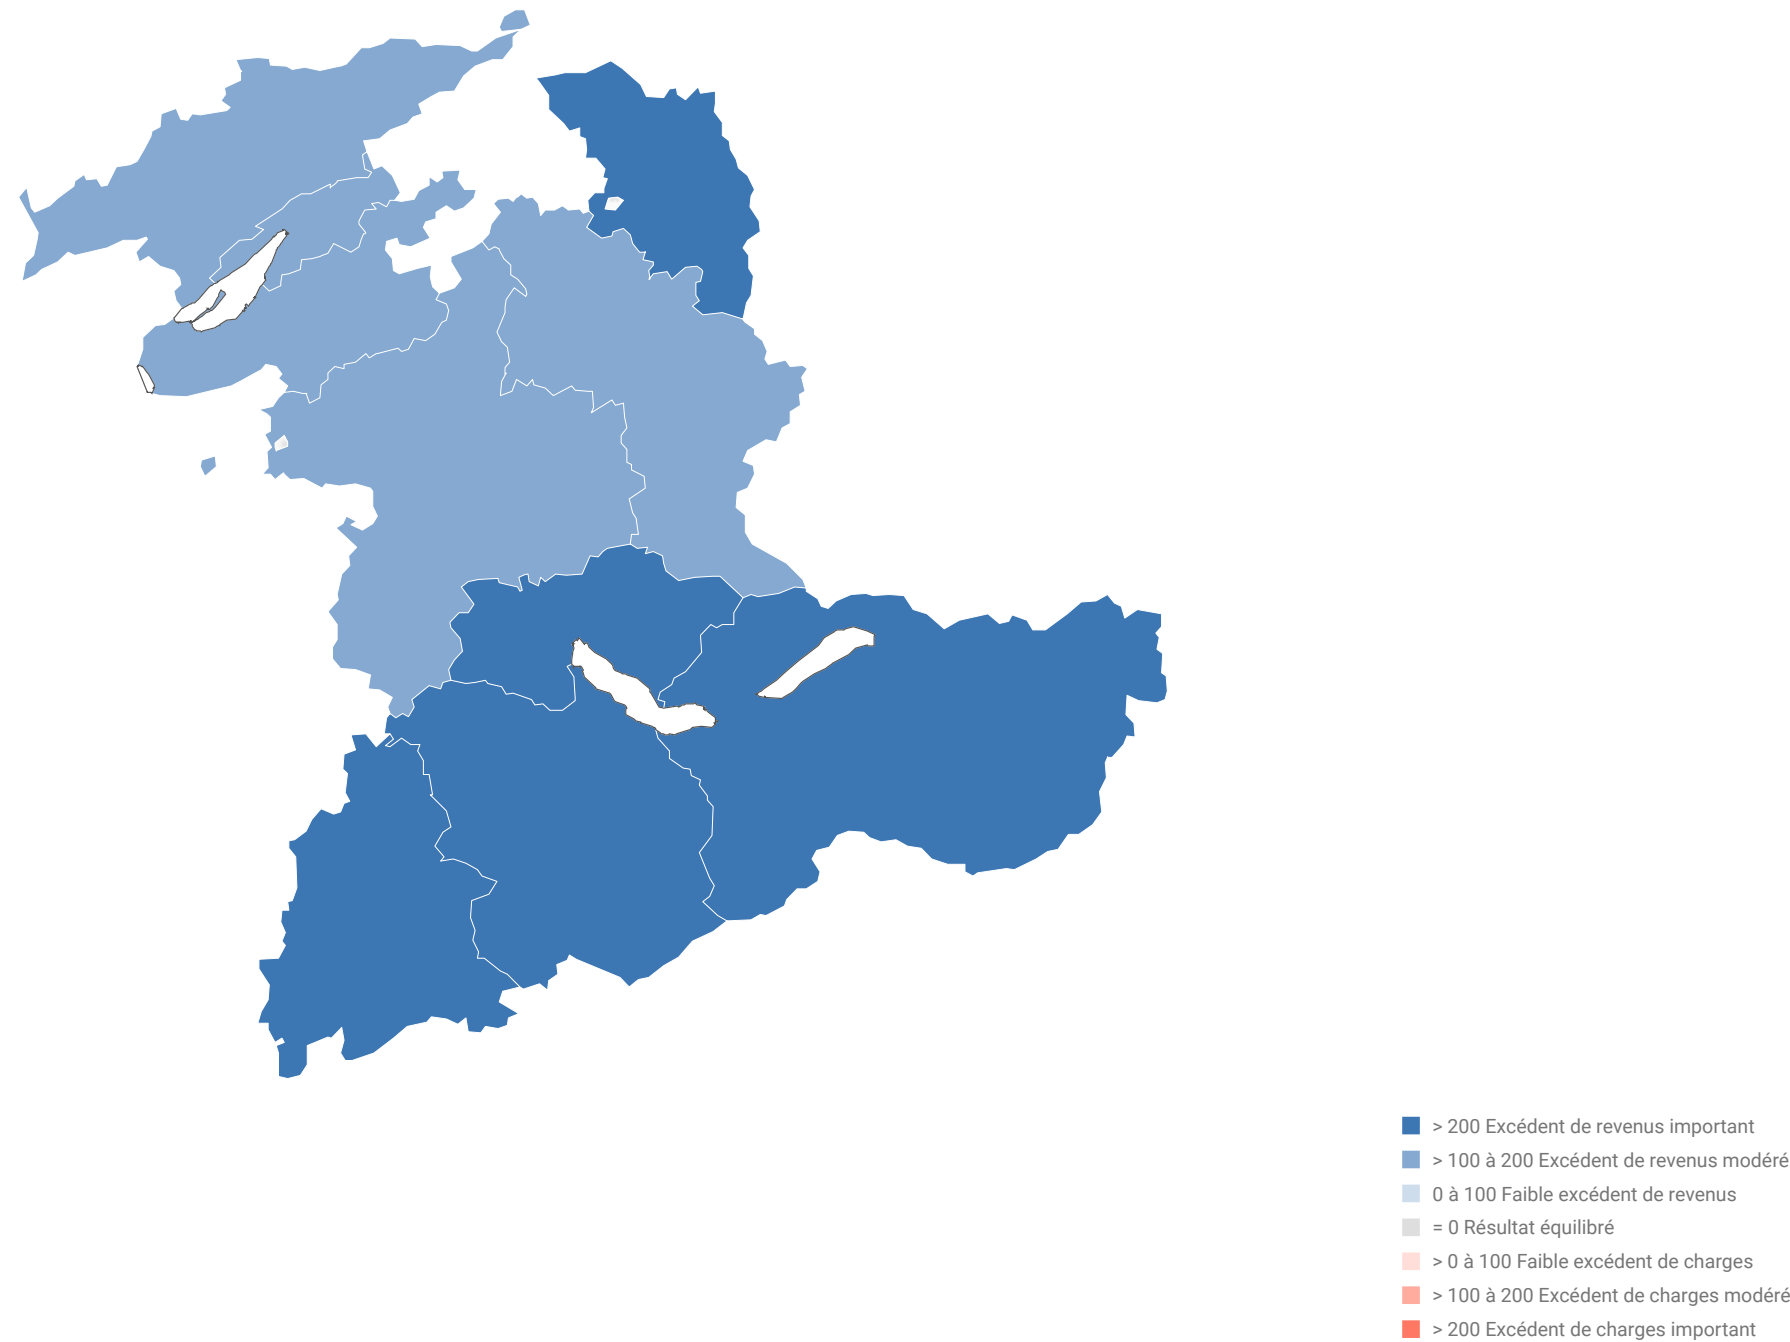 > 200 Excédent de revenus important
> 100 à 200 Excédent de revenus modéré
0 à 100 Faible excédent de revenus
= 0 Résultat équilibré
> 0 à 100 Faible excédent de charges
> 100 à 200 Excédent de charges modéré
> 200 Excédent de charges important